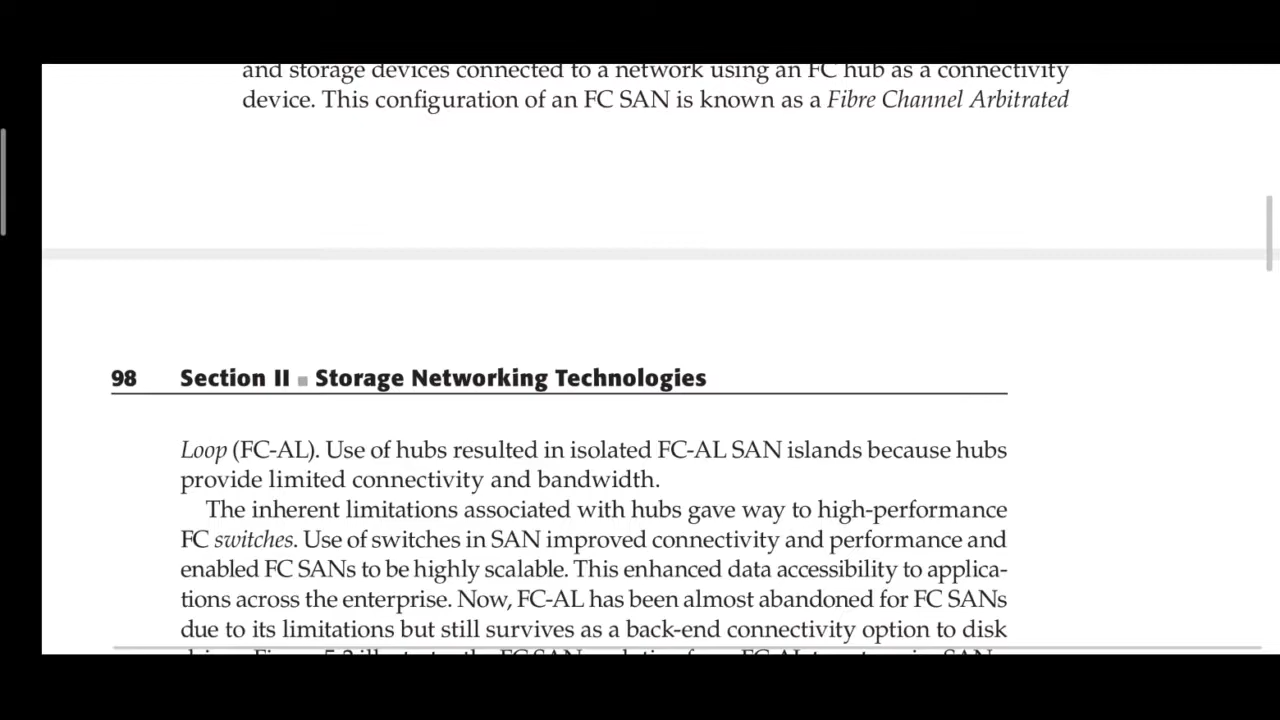 and storage devices connected to a network using an FC hub as a connectivity
device. This configuration of an FC SAN is known as a Fibre Channel Arbitrated
98 Section II ■ Storage Networking Technologies
Loop (FC-AL). Use of hubs resulted in isolated FC-AL SAN islands because hubs
provide limited connectivity and bandwidth.
The inherent limitations associated with hubs gave way to high-performance
FC switches. Use of switches in SAN improved connectivity and performance and
enabled FC SANs to be highly scalable. This enhanced data accessibility to applica-
tions across the enterprise. Now, FC-AL has been almost abandoned for FC SANs
due to its limitations but still survives as a back-end connectivity option to disk